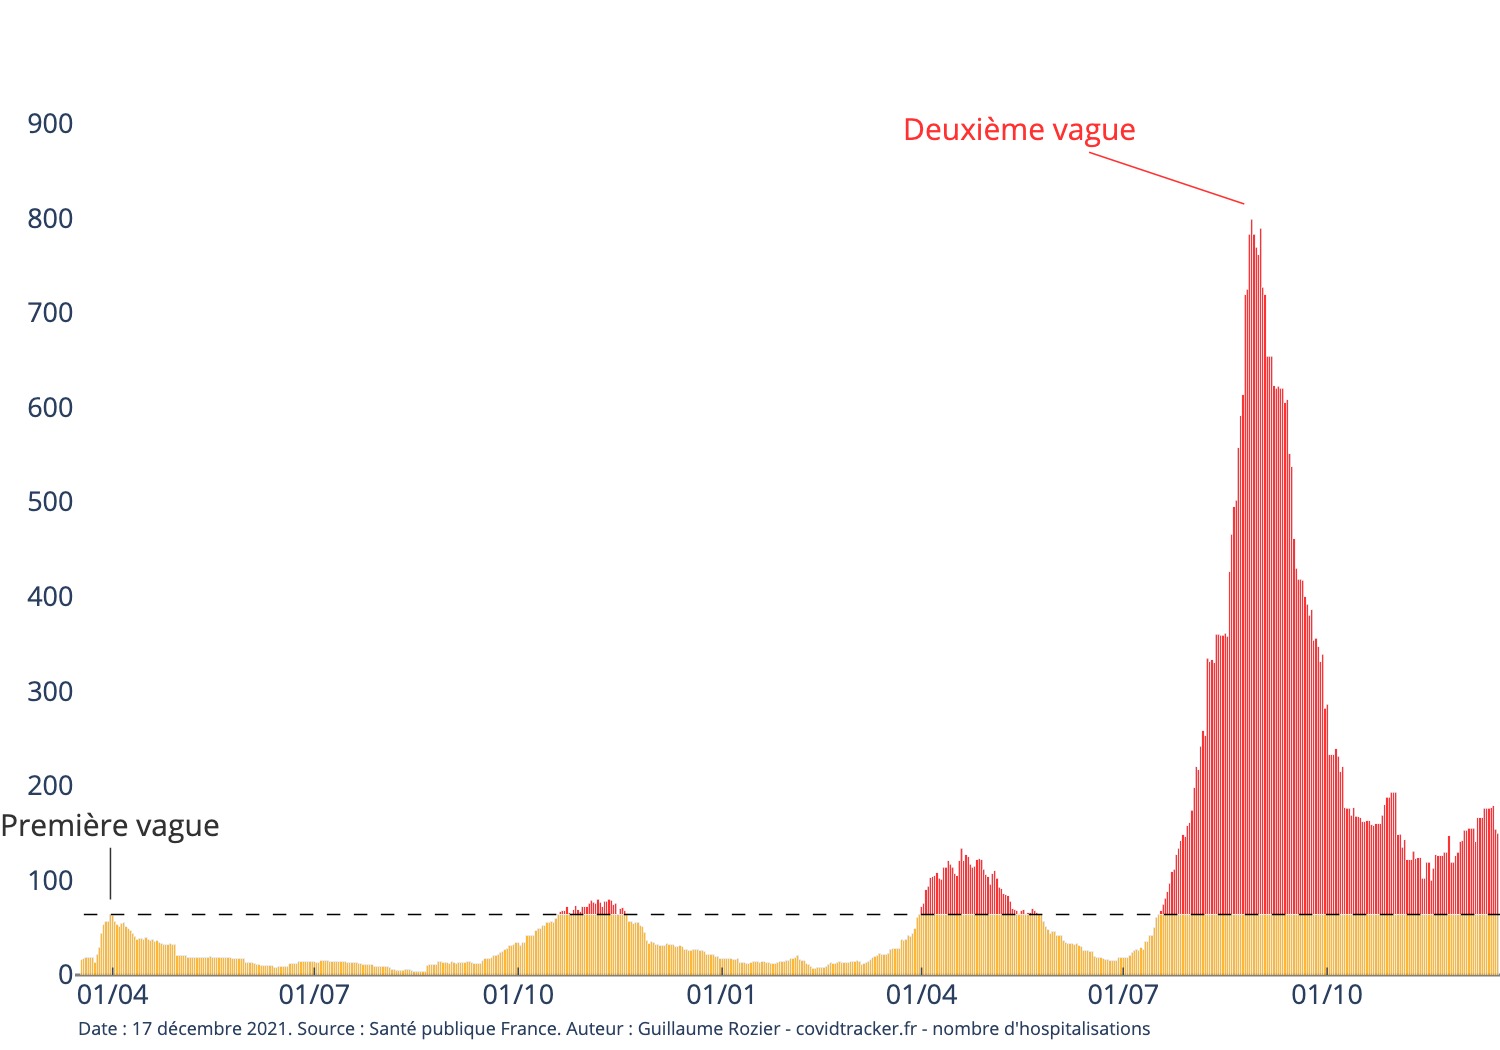 900
Deuxième vague
800
700
600
500
400
300
200
Première vague
100
0
01/04 01/07 01/10 01/01 01/04 01/07 01/10
Date : 17 décembre 2021. Source : Santé publique France. Auteur : Guillaume Rozier - covidtracker.fr - nombre d'hospitalisations